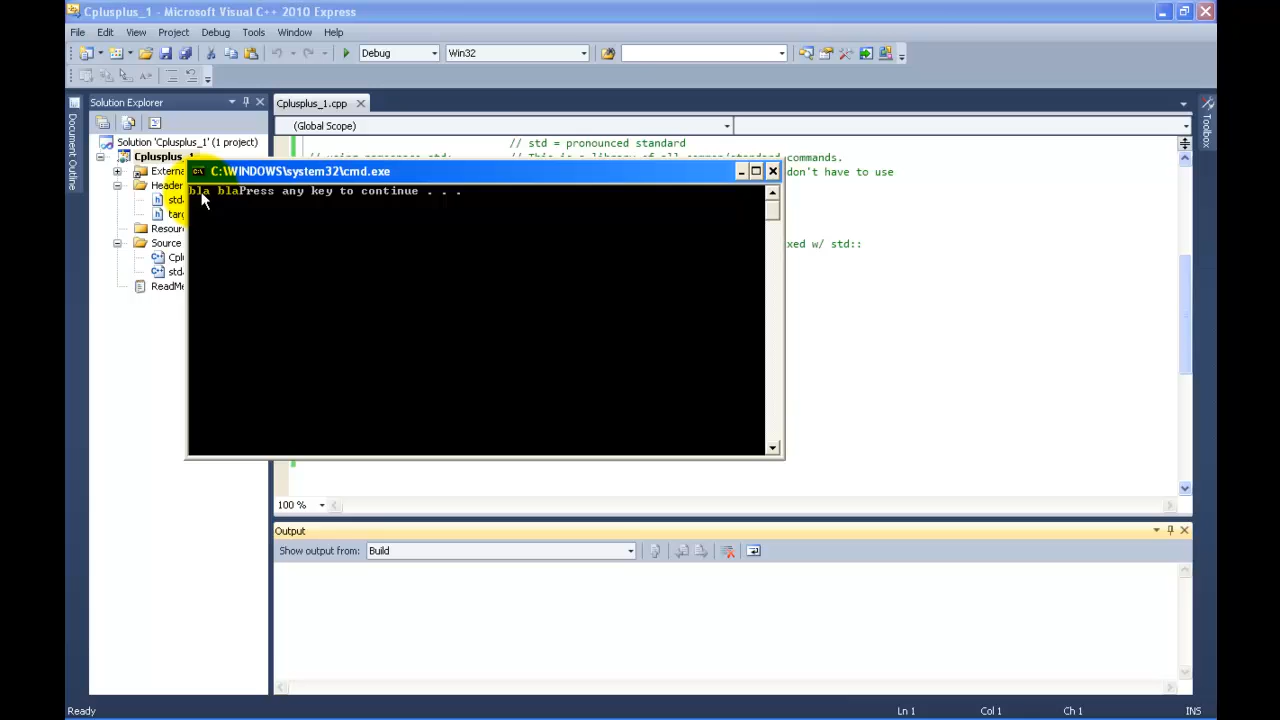 Cplusplus_1 - Microsoft Visual C++ 2010 Express
File Edit View Project Debug Tools Window Help
Debug Win32
Document Outline
Solution Explorer
Solution 'Cplusplus_1' (1 project)
Cplusplus_1
Extern
Header
Resour
Source
ReadMe
Cplusplus_1.cpp
(Global Scope)
// std = pronounced standard
commands.
don't have to use
xed w/ std::
C:\WINDOWS\system32\cmd.exe
bla blaPress any key to continue . . .
100 %
Toolbox
Output
Show output from: Build
Ready Ln 1 Col 1 Ch 1 INS